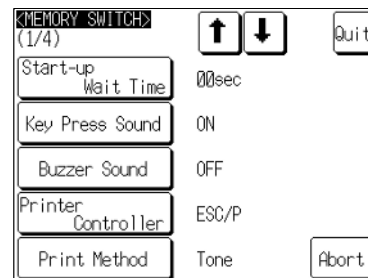 <MEMORY SWITCH>
(1/4)
↑ ↓ Quit
Start-up
Wait Time 00sec
Key Press Sound ON
Buzzer Sound OFF
Printer
Controller ESC/P
Print Method Tone Abort